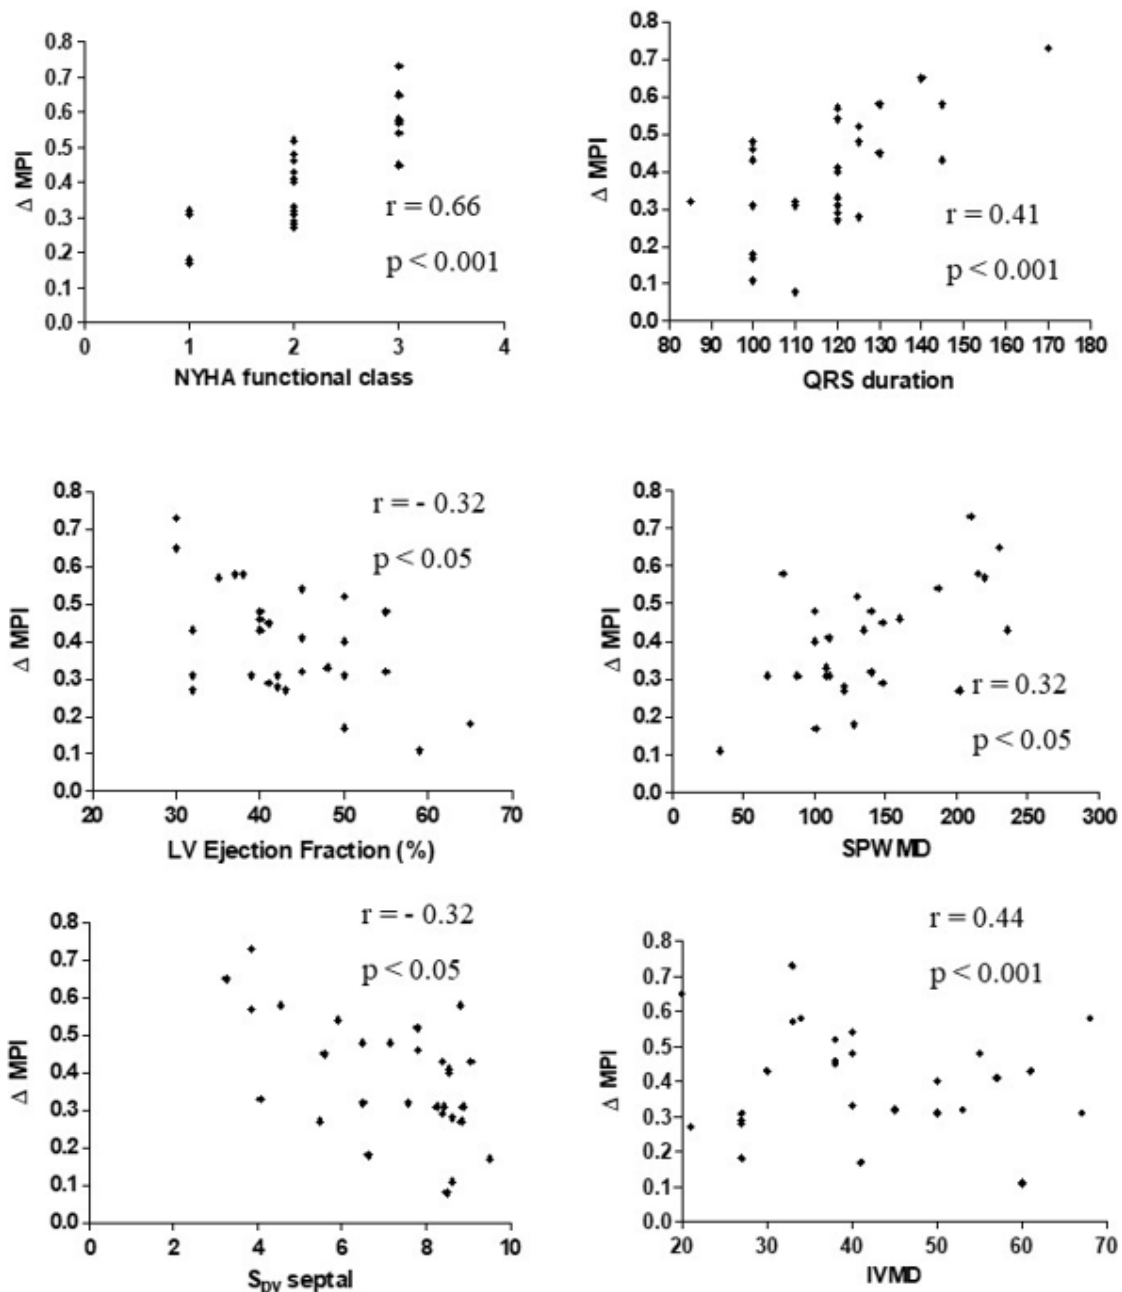 0.8
0.7
0.6
0.5
0.4
0.3
0.2
0.1
0.0
Δ MPI
r = 0.66
p < 0.001
0 1 2 3 4
NYHA functional class
0.8
0.7
0.6
0.5
0.4
0.3
0.2
0.1
0.0
Δ MPI
r = 0.41
p < 0.001
80 90 100 110 120 130 140 150 160 170 180
QRS duration
0.8
0.7
0.6
0.5
0.4
0.3
0.2
0.1
0.0
Δ MPI
r = - 0.32
p < 0.05
20 30 40 50 60 70
LV Ejection Fraction (%)
0.8
0.7
0.6
0.5
0.4
0.3
0.2
0.1
0.0
Δ MPI
r = 0.32
p < 0.05
0 50 100 150 200 250 300
SPWMD
0.8
0.7
0.6
0.5
0.4
0.3
0.2
0.1
0.0
Δ MPI
r = - 0.32
p < 0.05
0 2 4 6 8 10
Spv septal
0.8
0.7
0.6
0.5
0.4
0.3
0.2
0.1
0.0
Δ MPI
r = 0.44
p < 0.001
20 30 40 50 60 70
IVMD